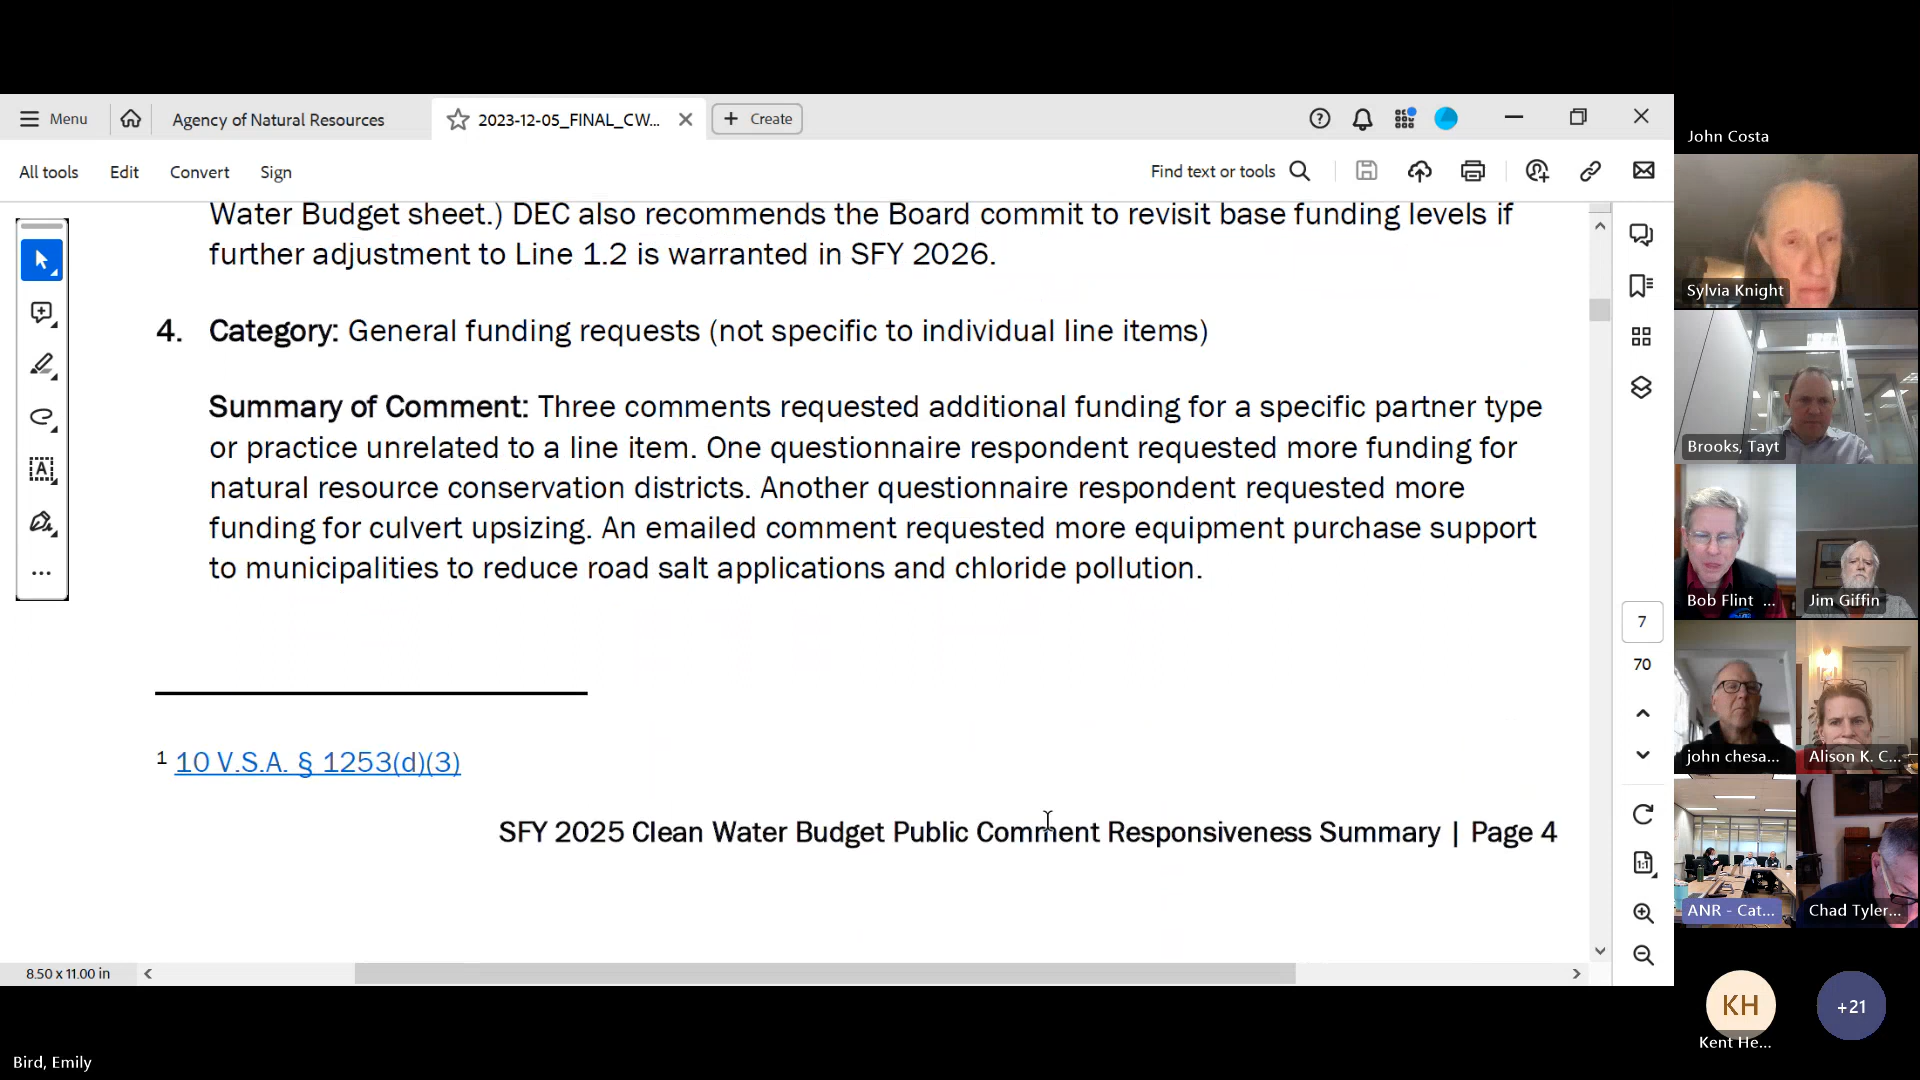 Menu
Agency of Natural Resources
2023-12-05_FINAL_CW...
Create
All tools
Edit
Convert
Sign
Find text or tools
Water Budget sheet.) DEC also recommends the Board commit to revisit base funding levels if
further adjustment to Line 1.2 is warranted in SFY 2026.
4. Category: General funding requests (not specific to individual line items)
Summary of Comment: Three comments requested additional funding for a specific partner type
or practice unrelated to a line item. One questionnaire respondent requested more funding for
natural resource conservation districts. Another questionnaire respondent requested more
funding for culvert upsizing. An emailed comment requested more equipment purchase support
to municipalities to reduce road salt applications and chloride pollution.
1 10 V.S.A. § 1253(d)(3)
SFY 2025 Clean Water Budget Public Comment Responsiveness Summary | Page 4
7
70
1:1
8.50 x 11.00 in
Bird, Emily
John Costa
Sylvia Knight
Brooks, Tayt
Bob Flint ...
Jim Giffin
john chesa...
Alison K. C...
ANR - Cat...
Chad Tyler...
KH
Kent He...
+21